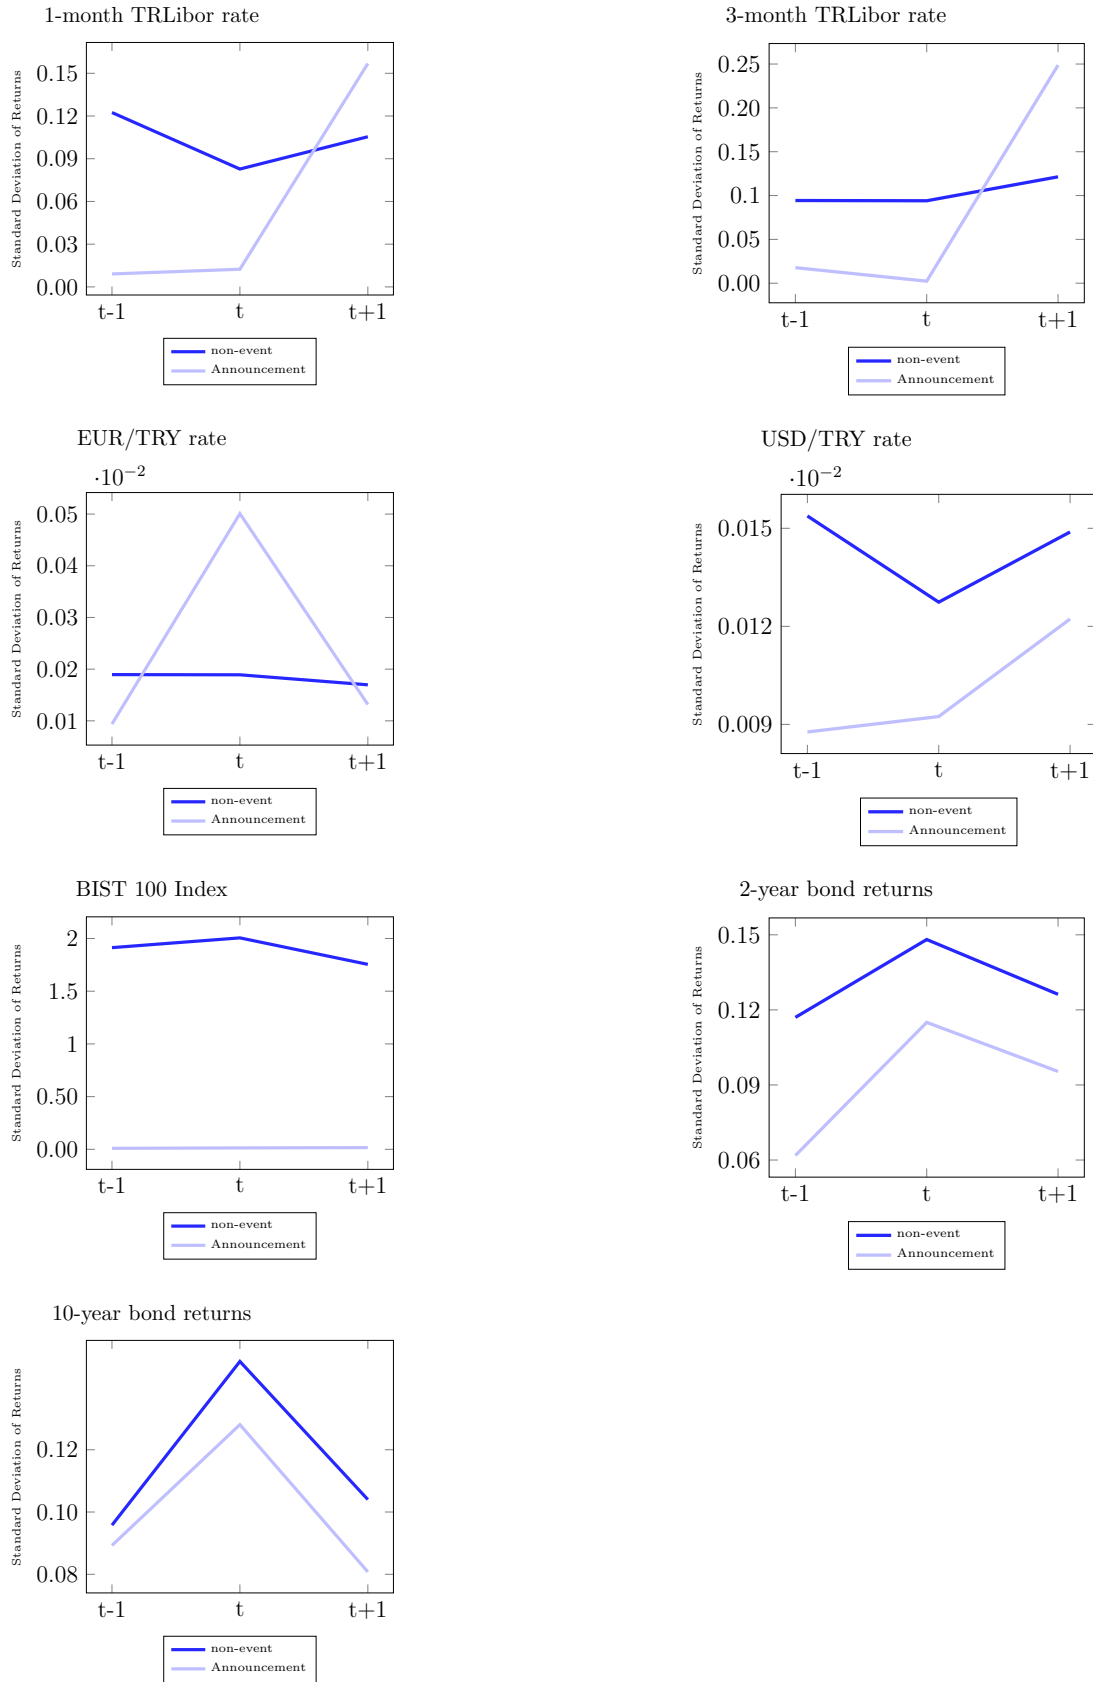 1-month TRLibor rate
Standard Deviation of Returns
0.15
0.12
0.09
0.06
0.03
0.00
t-1 t t+1
non-event
Announcement
3-month TRLibor rate
Standard Deviation of Returns
0.25
0.20
0.15
0.1
0.05
0.00
t-1 t t+1
non-event
Announcement
EUR/TRY rate
·10⁻²
Standard Deviation of Returns
0.05
0.04
0.03
0.02
0.01
t-1 t t+1
non-event
Announcement
USD/TRY rate
·10⁻²
Standard Deviation of Returns
0.015
0.012
0.009
t-1 t t+1
non-event
Announcement
BIST 100 Index
Standard Deviation of Returns
2
1.5
1
0.50
0.00
t-1 t t+1
non-event
Announcement
2-year bond returns
Standard Deviation of Returns
0.15
0.12
0.09
0.06
t-1 t t+1
non-event
Announcement
10-year bond returns
Standard Deviation of Returns
0.12
0.10
0.08
t-1 t t+1
non-event
Announcement